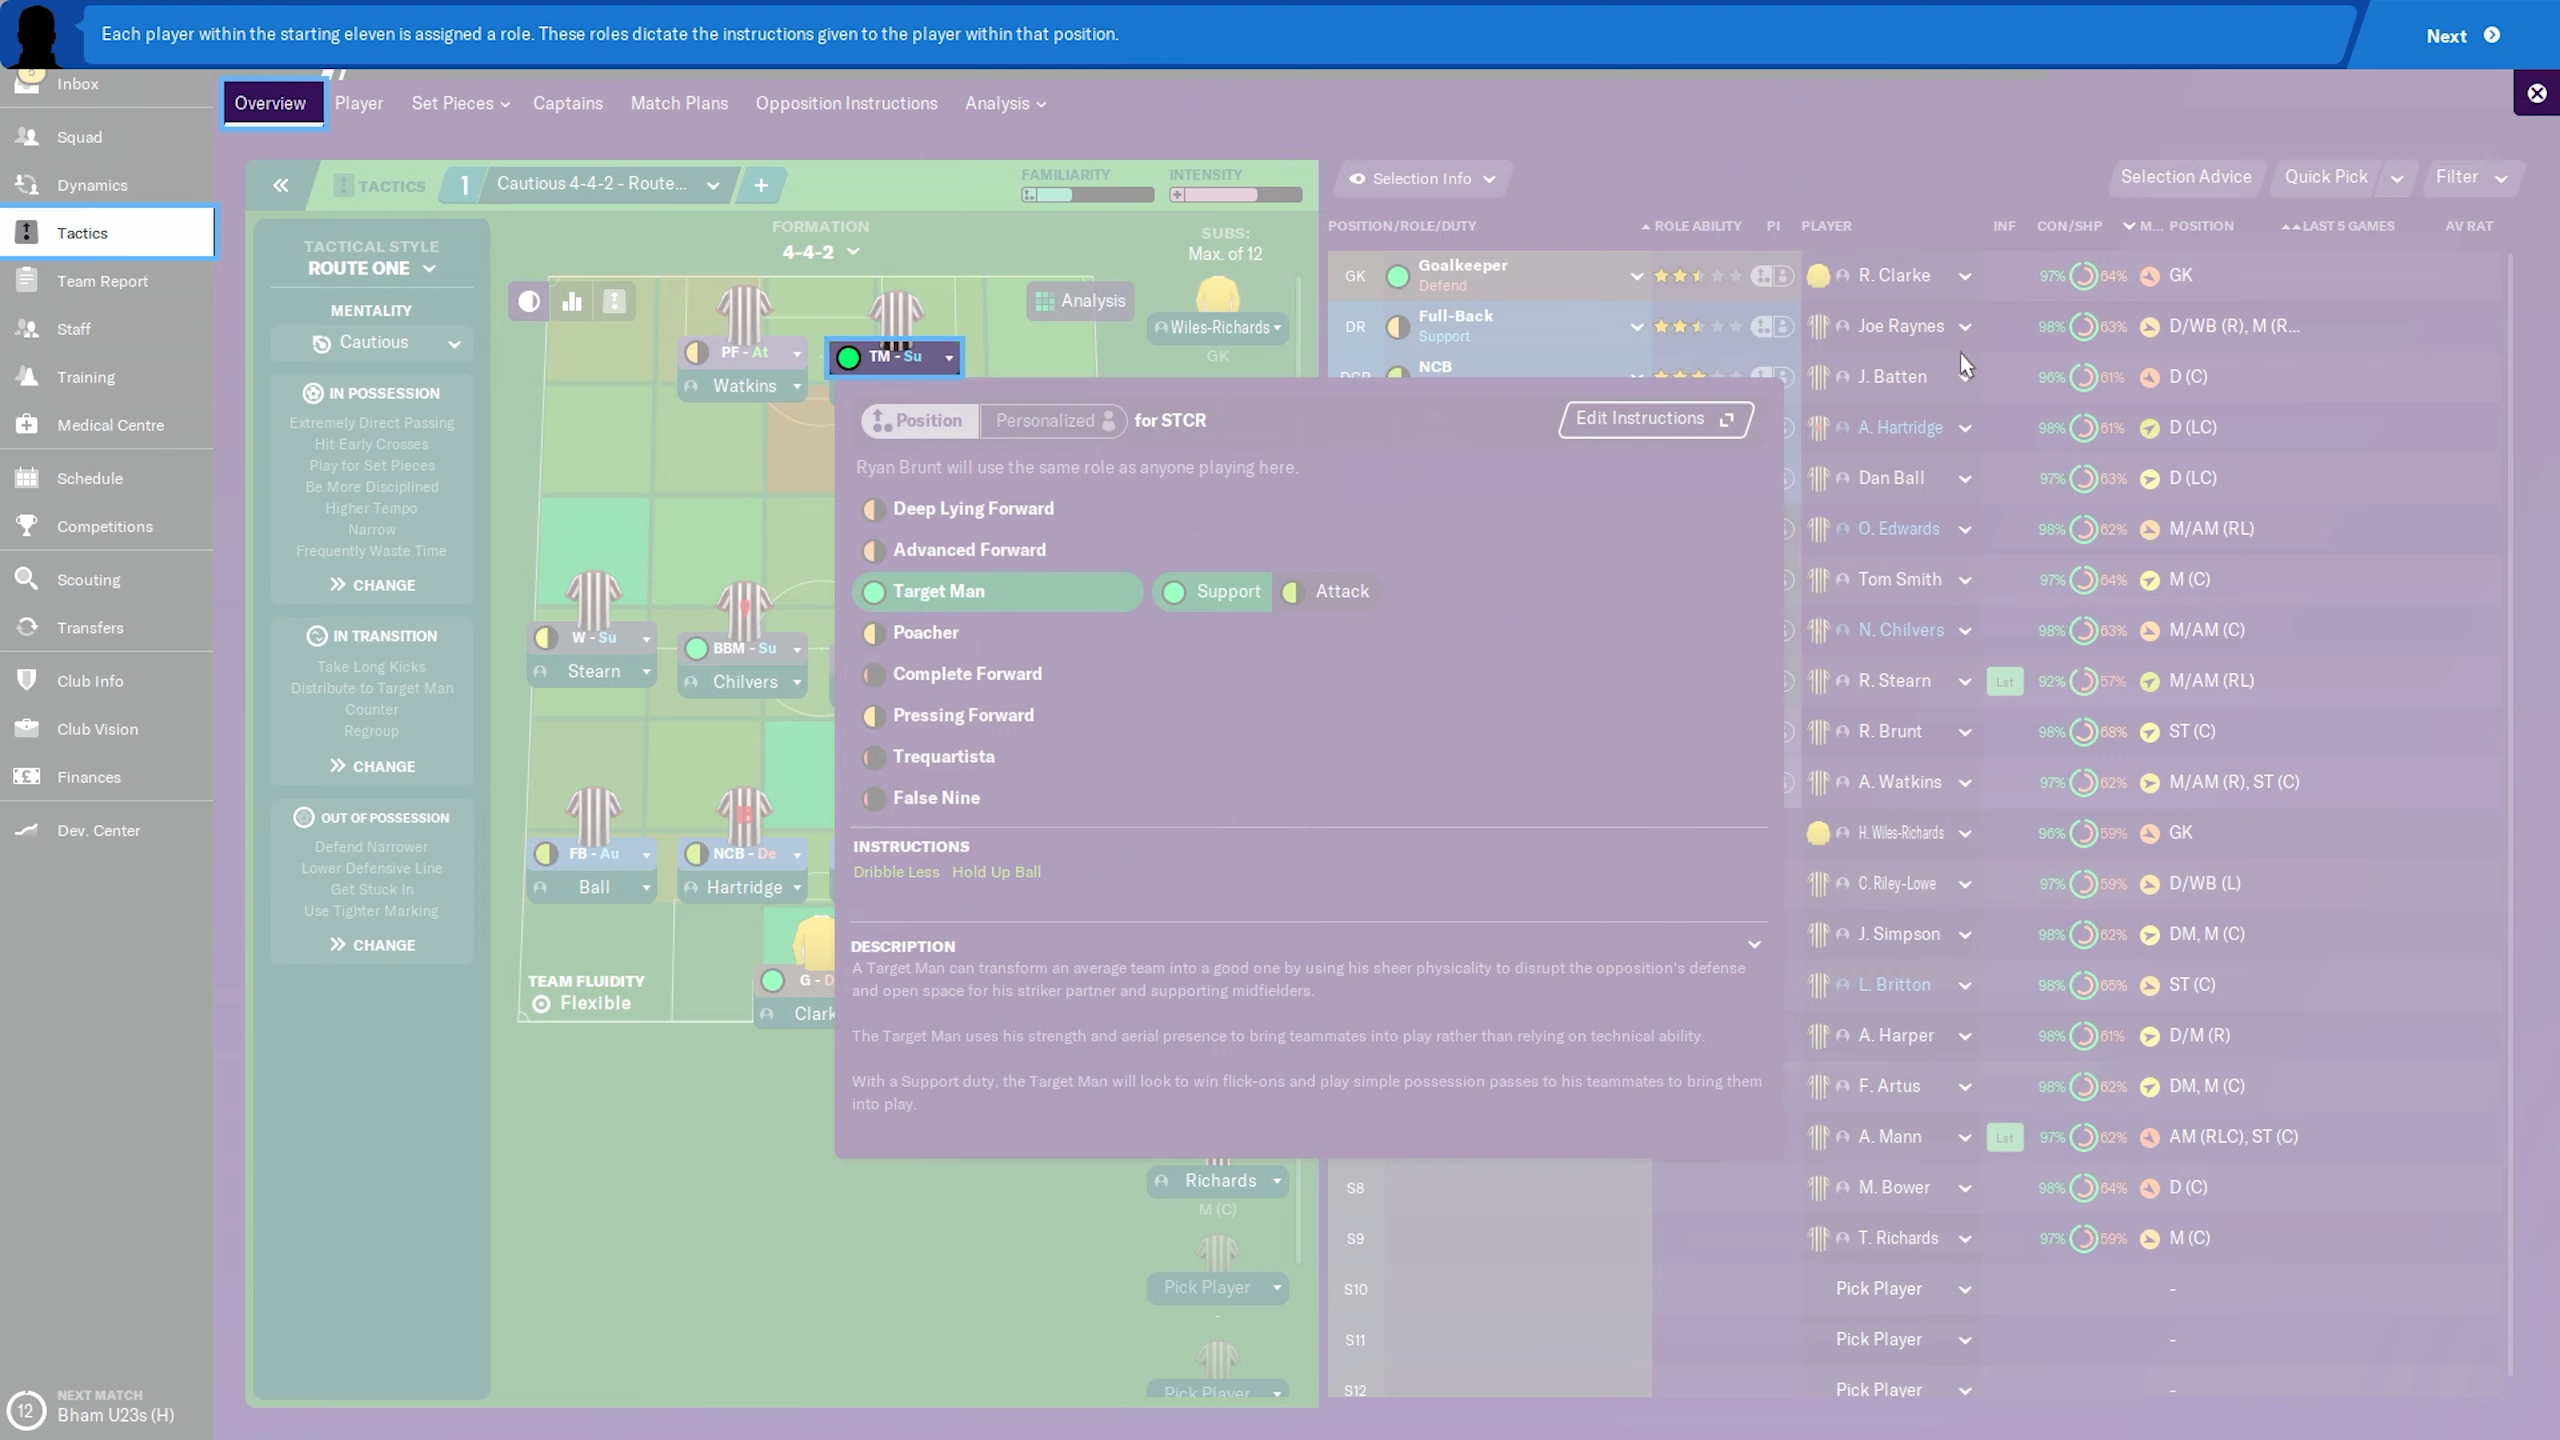 Each player within the starting eleven is assigned a role. These roles dictate the instructions given to the player within that position.
Next
5
Inbox
Squad
Dynamics
Tactics
Team Report
Staff
Training
Medical Centre
Schedule
Competitions
Scouting
Transfers
Club Info
Club Vision
Finances
Dev. Center
12
NEXT MATCH
Bham U23s (H)
Overview
Player
Set Pieces
Captains
Match Plans
Opposition Instructions
Analysis
TACTICS
1
Cautious 4-4-2 - Route...
FAMILIARITY
INTENSITY
TACTICAL STYLE
ROUTE ONE
MENTALITY
Cautious
IN POSSESSION
Extremely Direct Passing
Hit Early Crosses
Play for Set Pieces
Be More Disciplined
Higher Tempo
Narrow
Frequently Waste Time
CHANGE
IN TRANSITION
Take Long Kicks
Distribute to Target Man
Counter
Regroup
CHANGE
OUT OF POSSESSION
Defend Narrower
Lower Defensive Line
Get Stuck In
Use Tighter Marking
CHANGE
FORMATION
4-4-2
SUBS:
Max. of 12
Analysis
Wiles-Richards
GK
PF - At
Watkins
TM - Su
W - Su
Stearn
BBM - Su
Chilvers
FB - Au
Ball
NCB - De
Hartridge
G - D
Clark
TEAM FLUIDITY
Flexible
Richards
M (C)
Pick Player
-
Pick Player
Position
Personalized
for STCR
Edit Instructions
Ryan Brunt will use the same role as anyone playing here.
Deep Lying Forward
Advanced Forward
Target Man
Support
Attack
Poacher
Complete Forward
Pressing Forward
Trequartista
False Nine
INSTRUCTIONS
Dribble Less Hold Up Ball
DESCRIPTION
A Target Man can transform an average team into a good one by using his sheer physicality to disrupt the opposition's defense
and open space for his striker partner and supporting midfielders.
The Target Man uses his strength and aerial presence to bring teammates into play rather than relying on technical ability.
With a Support duty, the Target Man will look to win flick-ons and play simple possession passes to his teammates to bring them
into play.
Selection Info
Selection Advice
Quick Pick
Filter
POSITION/ROLE/DUTY ROLE ABILITY PI PLAYER INF CON/SHP M... POSITION LAST 5 GAMES AV RAT
GK Goalkeeper Defend R. Clarke 97% 64% GK
DR Full-Back Support Joe Raynes 98% 63% D/WB (R), M (R...
DCR NCB J. Batten 96% 61% D (C)
A. Hartridge 98% 61% D (LC)
Dan Ball 97% 63% D (LC)
O. Edwards 98% 62% M/AM (RL)
Tom Smith 97% 64% M (C)
N. Chilvers 98% 63% M/AM (C)
R. Stearn Lst 92% 57% M/AM (RL)
R. Brunt 98% 68% ST (C)
A. Watkins 97% 62% M/AM (R), ST (C)
H. Wiles-Richards 96% 59% GK
C. Riley-Lowe 97% 59% D/WB (L)
J. Simpson 98% 62% DM, M (C)
L. Britton 98% 65% ST (C)
A. Harper 98% 61% D/M (R)
F. Artus 98% 62% DM, M (C)
A. Mann Lst 97% 62% AM (RLC), ST (C)
S8 M. Bower 98% 64% D (C)
S9 T. Richards 97% 59% M (C)
S10 Pick Player -
S11 Pick Player -
S12 Pick Player -